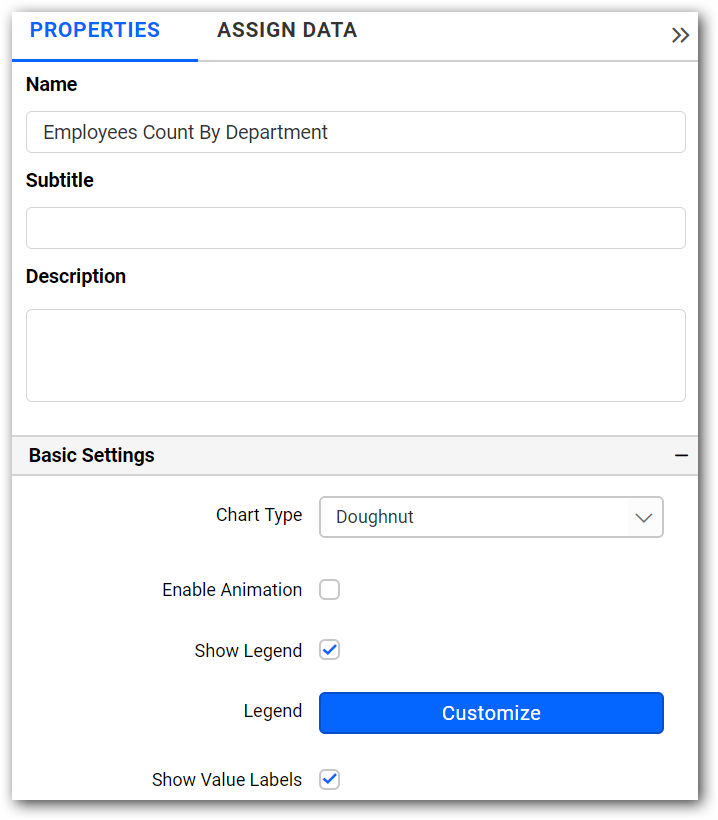 PROPERTIES ASSIGN DATA
Name
Employees Count By Department
Subtitle
Description
Basic Settings
Chart Type Doughnut
Enable Animation
Show Legend
Legend Customize
Show Value Labels